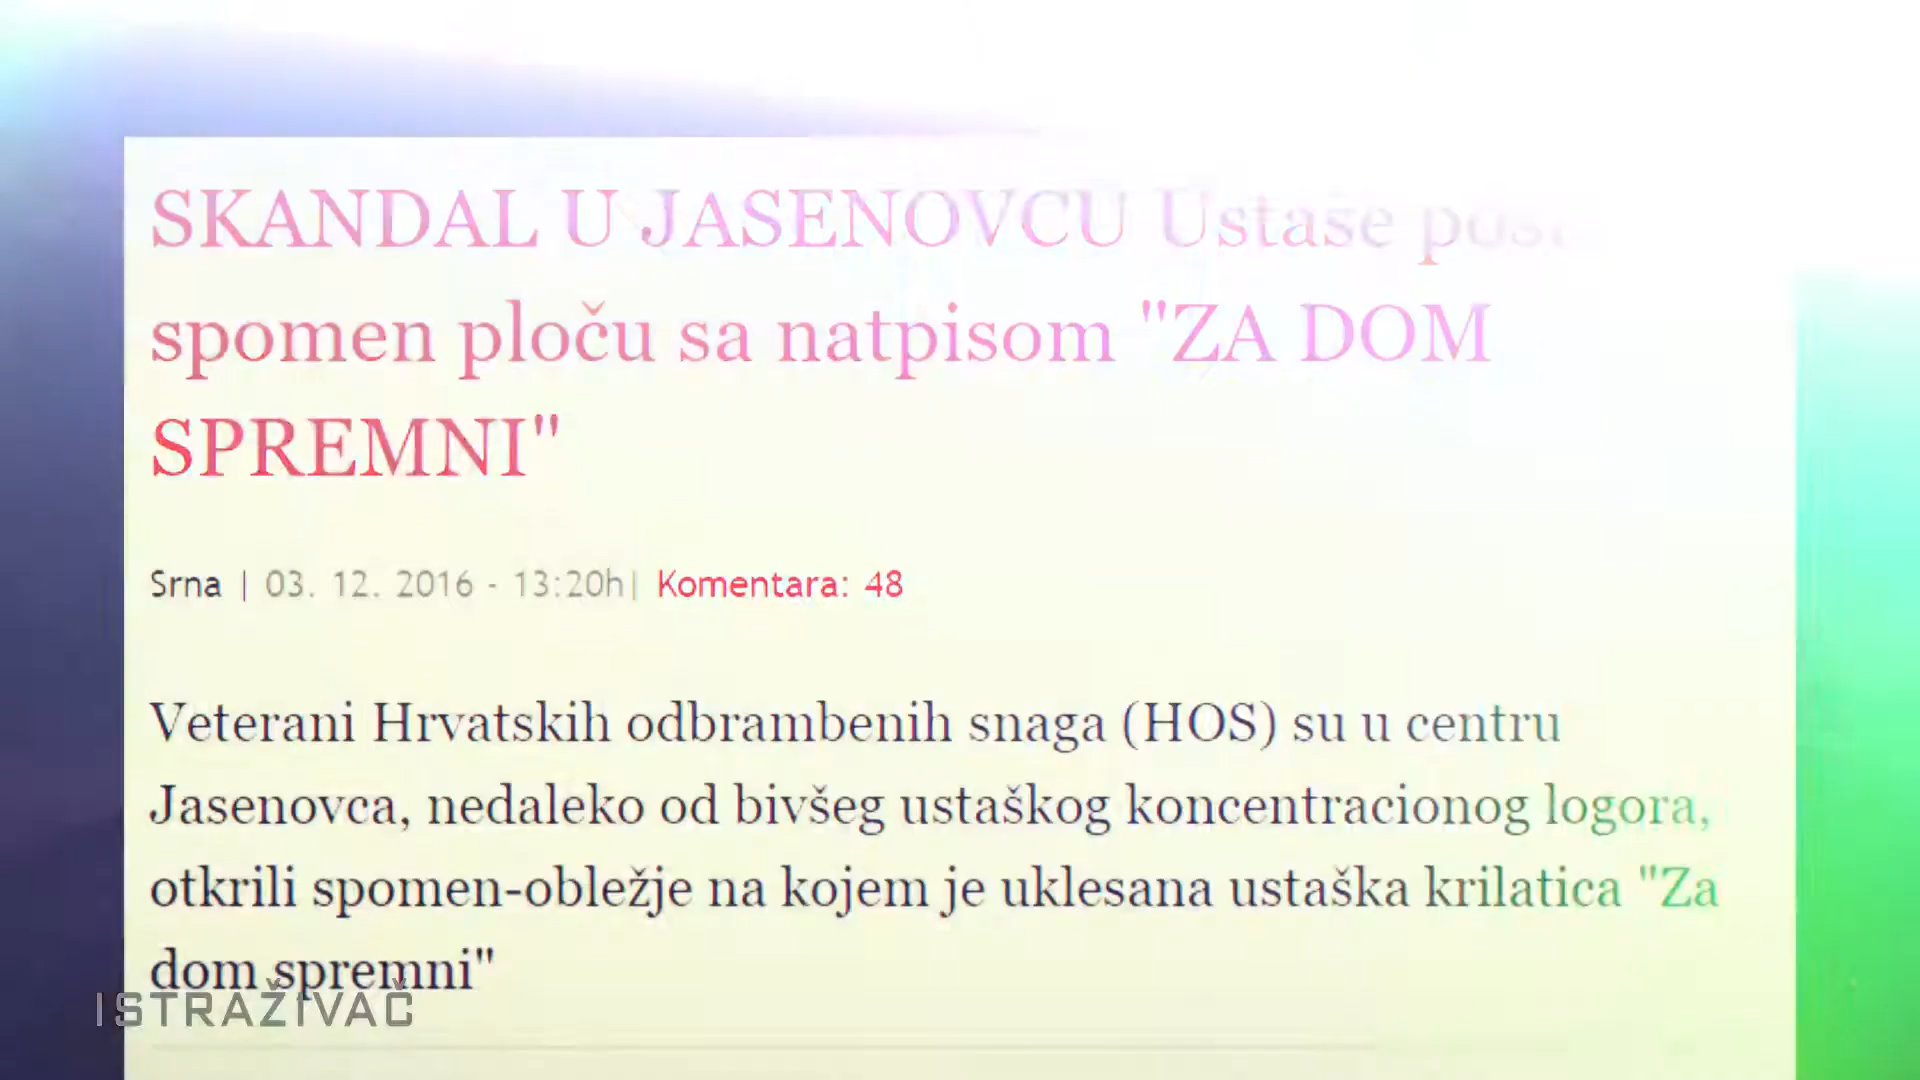 SKANDAL U JASENOVCU Ustaše
spomen ploču sa natpisom "ZA DOM
SPREMNI"
Srna | 03. 12. 2016 - 13:20h| Komentara: 48
Veterani Hrvatskih odbrambenih snaga (HOS) su u centru
Jasenovca, nedaleko od bivšeg ustaškog koncentracionog logora,
otkrili spomen-obležje na kojem je uklesana ustaška krilatica "Za
dom spremni"
ISTRAŽIVAČ